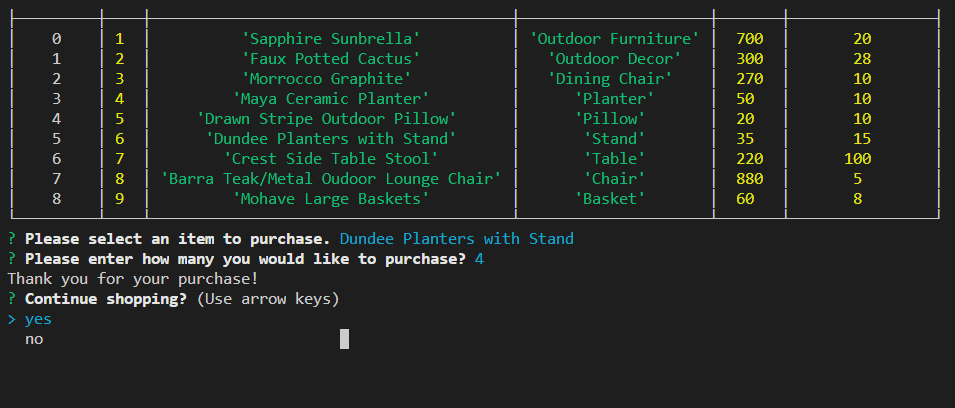 0 1 'Sapphire Sunbrella' 'Outdoor Furniture' 700 20
1 2 'Faux Potted Cactus' 'Outdoor Decor' 300 28
2 3 'Morrocco Graphite' 'Dining Chair' 270 10
3 4 'Maya Ceramic Planter' 'Planter' 50 10
4 5 'Drawn Stripe Outdoor Pillow' 'Pillow' 20 10
5 6 'Dundee Planters with Stand' 'Stand' 35 15
6 7 'Crest Side Table Stool' 'Table' 220 100
7 8 'Barra Teak/Metal Oudoor Lounge Chair' 'Chair' 880 5
8 9 'Mohave Large Baskets' 'Basket' 60 8
? Please select an item to purchase. Dundee Planters with Stand
? Please enter how many you would like to purchase? 4
Thank you for your purchase!
? Continue shopping? (Use arrow keys)
> yes
no